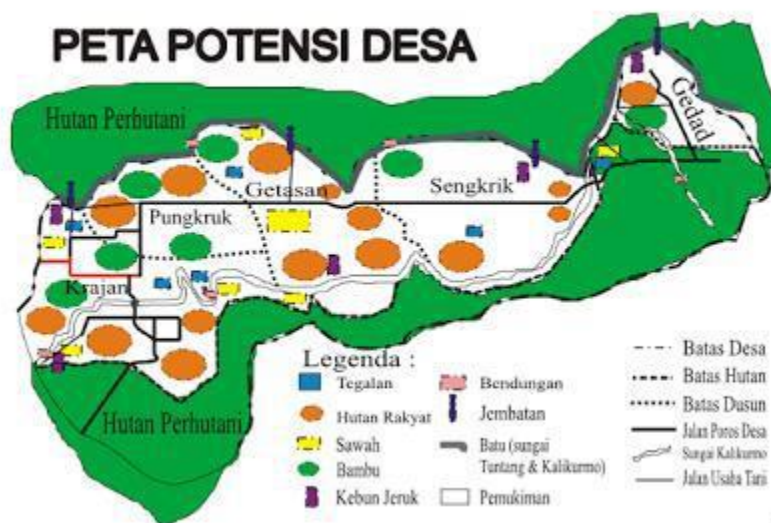 PETA POTENSI DESA
Hutan Perhutani
Gedad
Getasan
Sengkrik
Pungkruk
Krajan
Hutan Perhutani
Legenda :
Tegalan
Hutan Rakyat
Sawah
Bambu
Kebun Jeruk
Bendungan
Jembatan
Batu (sungai
Tuntang & Kalikurmo)
Pemukiman
Batas Desa
Batas Hutan
Batas Dusun
Jalan Poros Desa
Sungai Kalikurmo
Jalan Usaha Tani